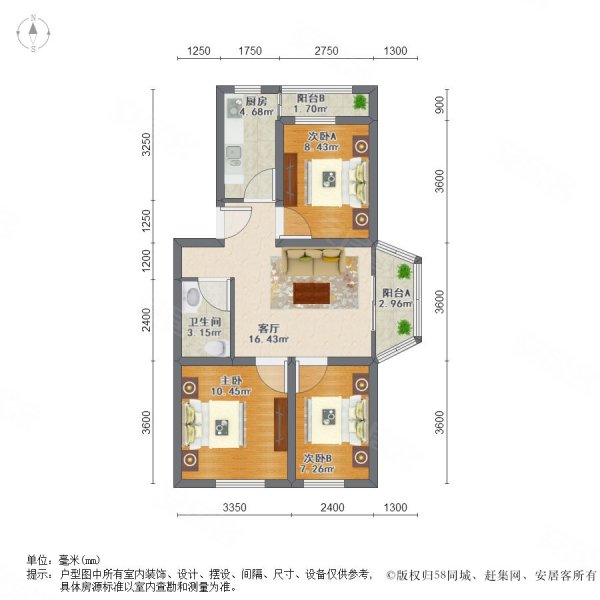 N
S
1250 1750 2750 1300
3250
1250
1200
2400
3600
900
3600
3600
3600
厨房
4.68㎡
阳台B
1.70㎡
次卧A
8.43㎡
阳台A
2.96㎡
卫生间
3.15㎡
客厅
16.43㎡
主卧
10.45㎡
次卧B
7.26㎡
3350 2400 1300
单位：毫米(mm)
提示：户型图中所有室内装饰、设计、摆设、间隔、尺寸、设备仅供参考，
具体房源标准以室内查勘和测量为准。
©版权归58同城、赶集网、安居客所有